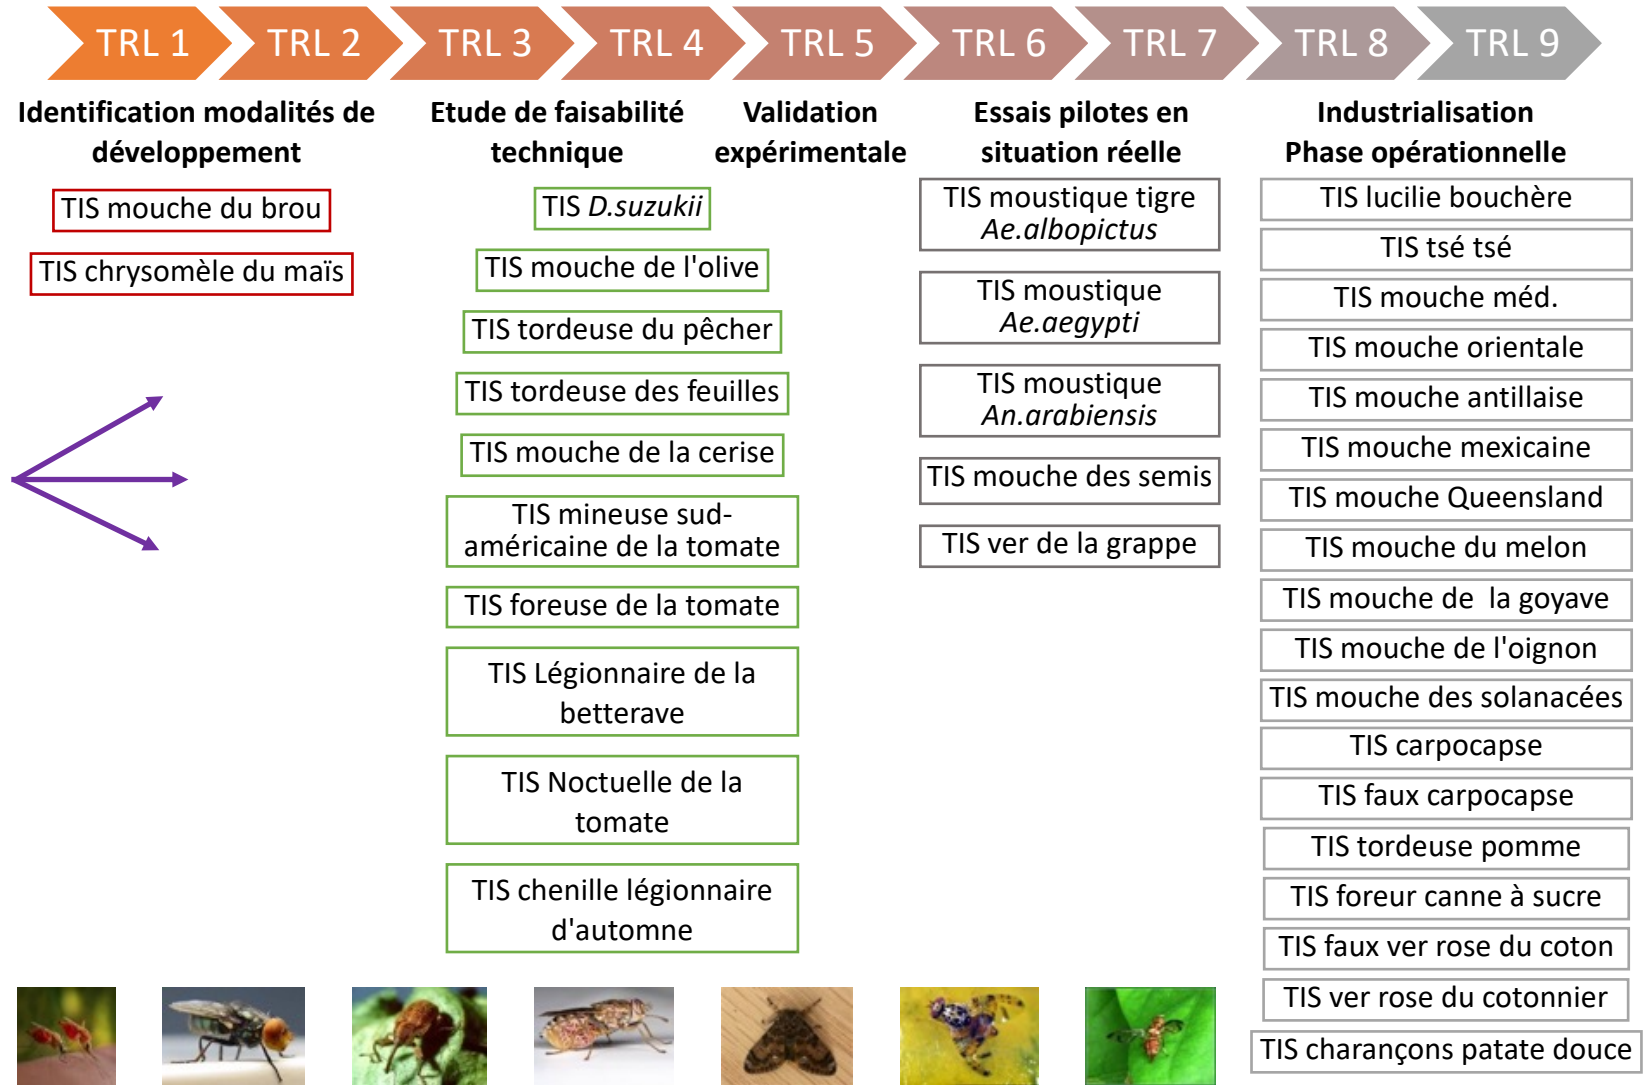 TRL 1
TRL 2
TRL 3
TRL 4
TRL 5
TRL 6
TRL 7
TRL 8
TRL 9
Identification modalités de
développement
TIS mouche du brou
TIS chrysomèle du maïs
Etude de faisabilité
technique
Validation
expérimentale
TIS D.suzukii
TIS mouche de l'olive
TIS tordeuse du pêcher
TIS tordeuse des feuilles
TIS mouche de la cerise
TIS mineuse sud-
américaine de la tomate
TIS foreuse de la tomate
TIS Légionnaire de la
betterave
TIS Noctuelle de la
tomate
TIS chenille légionnaire
d'automne
Essais pilotes en
situation réelle
TIS moustique tigre
Ae.albopictus
TIS moustique
Ae.aegypti
TIS moustique
An.arabiensis
TIS mouche des semis
TIS ver de la grappe
Industrialisation
Phase opérationnelle
TIS lucilie bouchère
TIS tsé tsé
TIS mouche méd.
TIS mouche orientale
TIS mouche antillaise
TIS mouche mexicaine
TIS mouche Queensland
TIS mouche du melon
TIS mouche de  la goyave
TIS mouche de l'oignon
TIS mouche des solanacées
TIS carpocapse
TIS faux carpocapse
TIS tordeuse pomme
TIS foreur canne à sucre
TIS faux ver rose du coton
TIS ver rose du cotonnier
TIS charançons patate douce